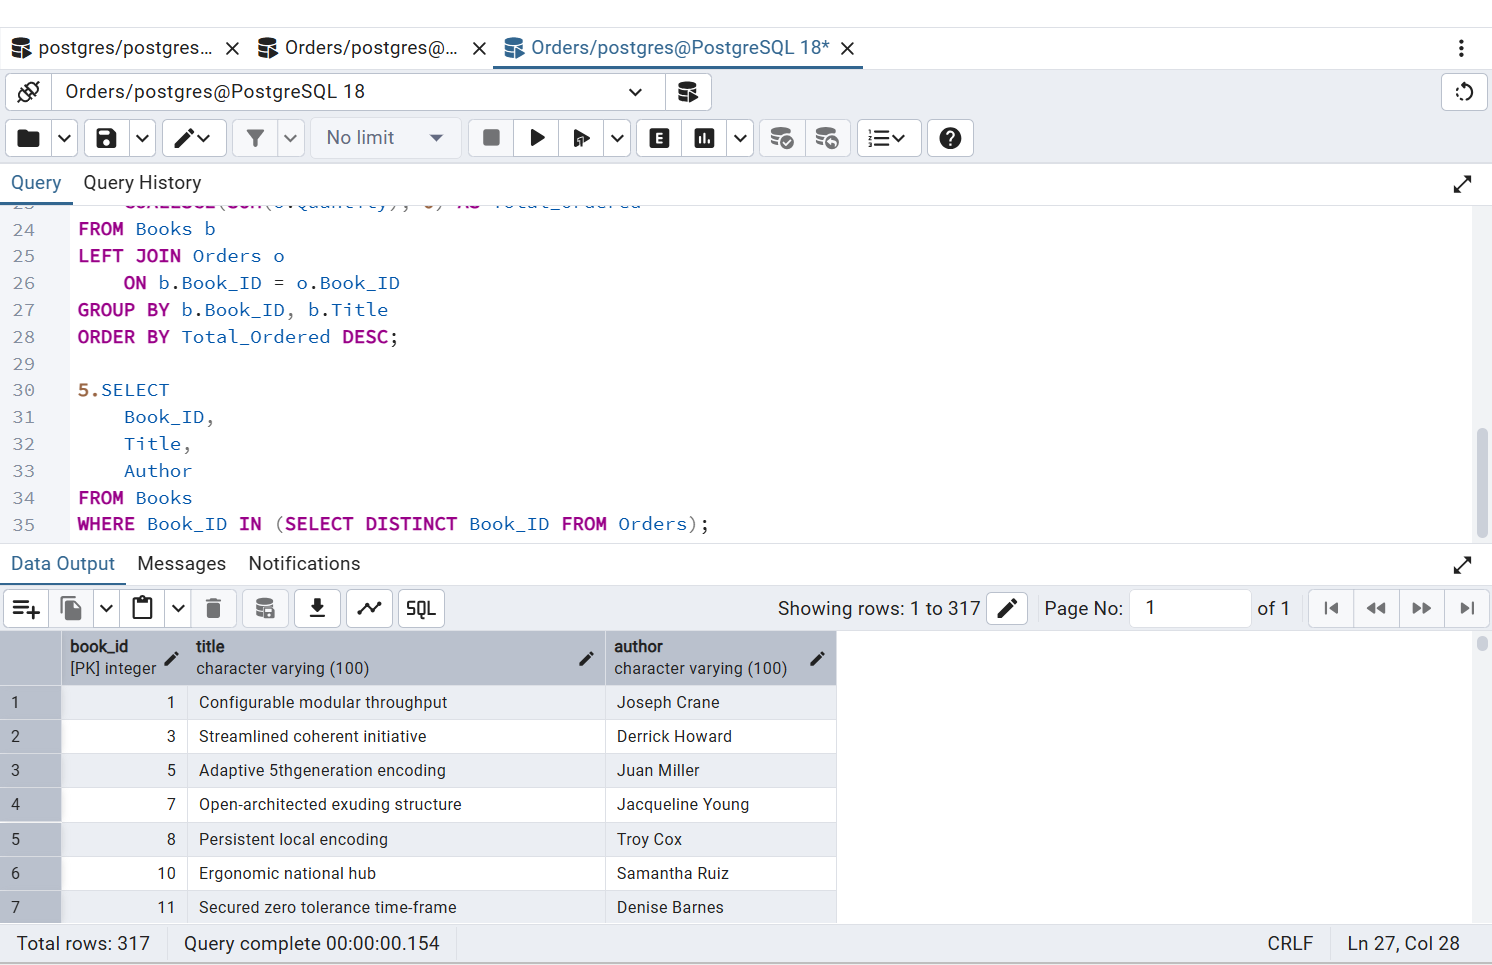 postgres/postgres...
Orders/postgres@...
Orders/postgres@PostgreSQL 18*
Orders/postgres@PostgreSQL 18
No limit
E
Query
Query History
24 FROM Books b
25 LEFT JOIN Orders o
26 ON b.Book_ID = o.Book_ID
27 GROUP BY b.Book_ID, b.Title
28 ORDER BY Total_Ordered DESC;
29
30 5.SELECT
31 Book_ID,
32 Title,
33 Author
34 FROM Books
35 WHERE Book_ID IN (SELECT DISTINCT Book_ID FROM Orders);
Data Output
Messages
Notifications
SQL
Showing rows: 1 to 317
Page No: 1 of 1
book_id title author
[PK] integer character varying (100) character varying (100)
1 1 Configurable modular throughput Joseph Crane
2 3 Streamlined coherent initiative Derrick Howard
3 5 Adaptive 5thgeneration encoding Juan Miller
4 7 Open-architected exuding structure Jacqueline Young
5 8 Persistent local encoding Troy Cox
6 10 Ergonomic national hub Samantha Ruiz
7 11 Secured zero tolerance time-frame Denise Barnes
Total rows: 317
Query complete 00:00:00.154
CRLF
Ln 27, Col 28